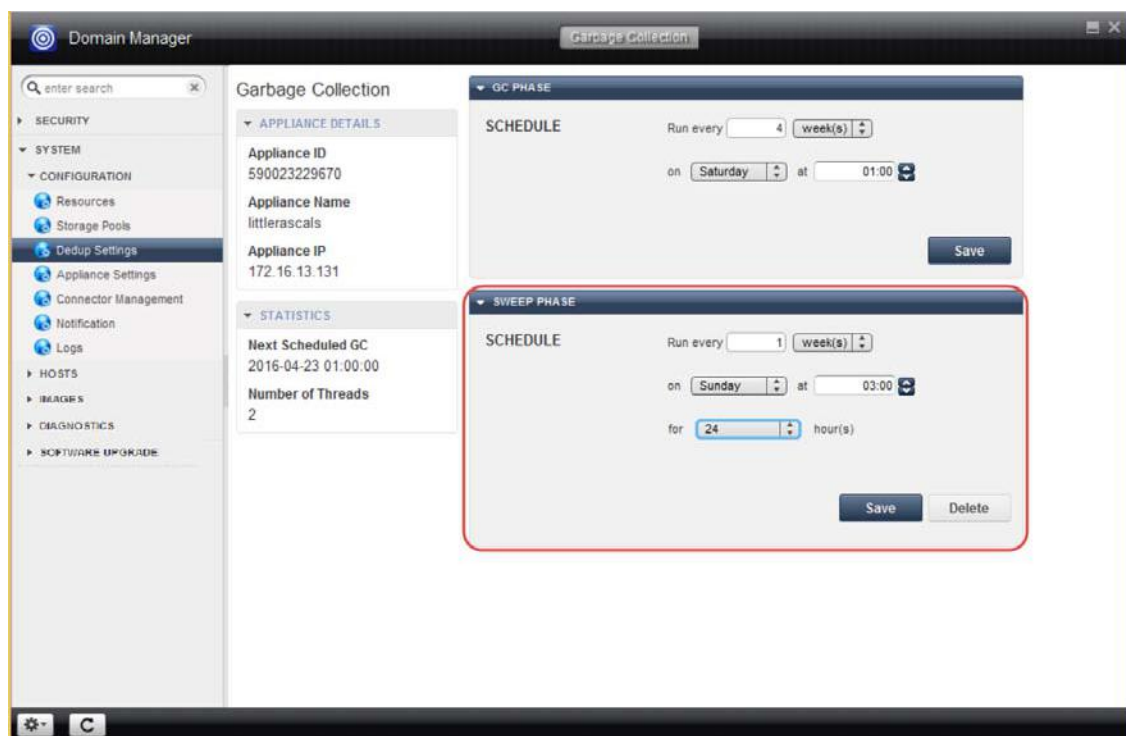 Domain Manager
Garbage Collection
enter search
SECURITY
SYSTEM
CONFIGURATION
Resources
Storage Pools
Dedup Settings
Appliance Settings
Connector Management
Notification
Logs
HOSTS
IMAGES
DIAGNOSTICS
SOFTWARE UPGRADE
Garbage Collection
APPLIANCE DETAILS
Appliance ID
590023229670
Appliance Name
littlerascals
Appliance IP
172.16.13.131
STATISTICS
Next Scheduled GC
2016-04-23 01:00:00
Number of Threads
2
GC PHASE
SCHEDULE Run every 4 week(s)
on Saturday at 01:00
Save
SWEEP PHASE
SCHEDULE Run every 1 week(s)
on Sunday at 03:00
for 24 hour(s)
Save Delete